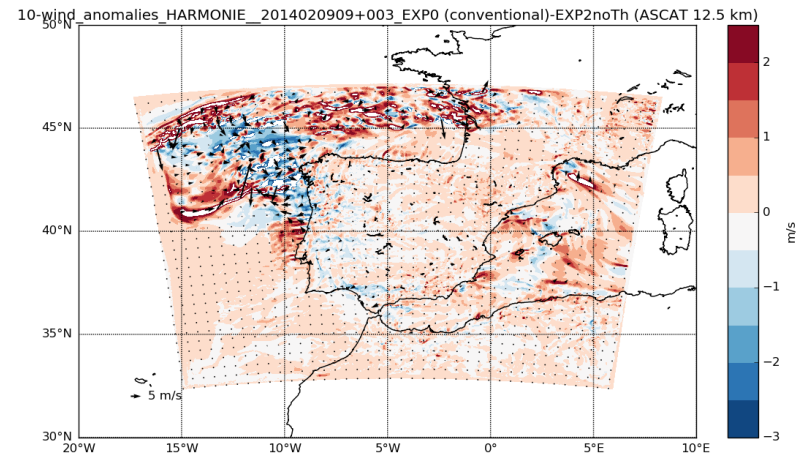 10-wind_anomalies_HARMONIE__2014020909+003_EXP0 (conventional)-EXP2noTh (ASCAT 12.5 km)
50°N
45°N
40°N
35°N
30°N
20°W 15°W 10°W 5°W 0° 5°E 10°E
5 m/s
2
1
0
−1
−2
−3
m/s